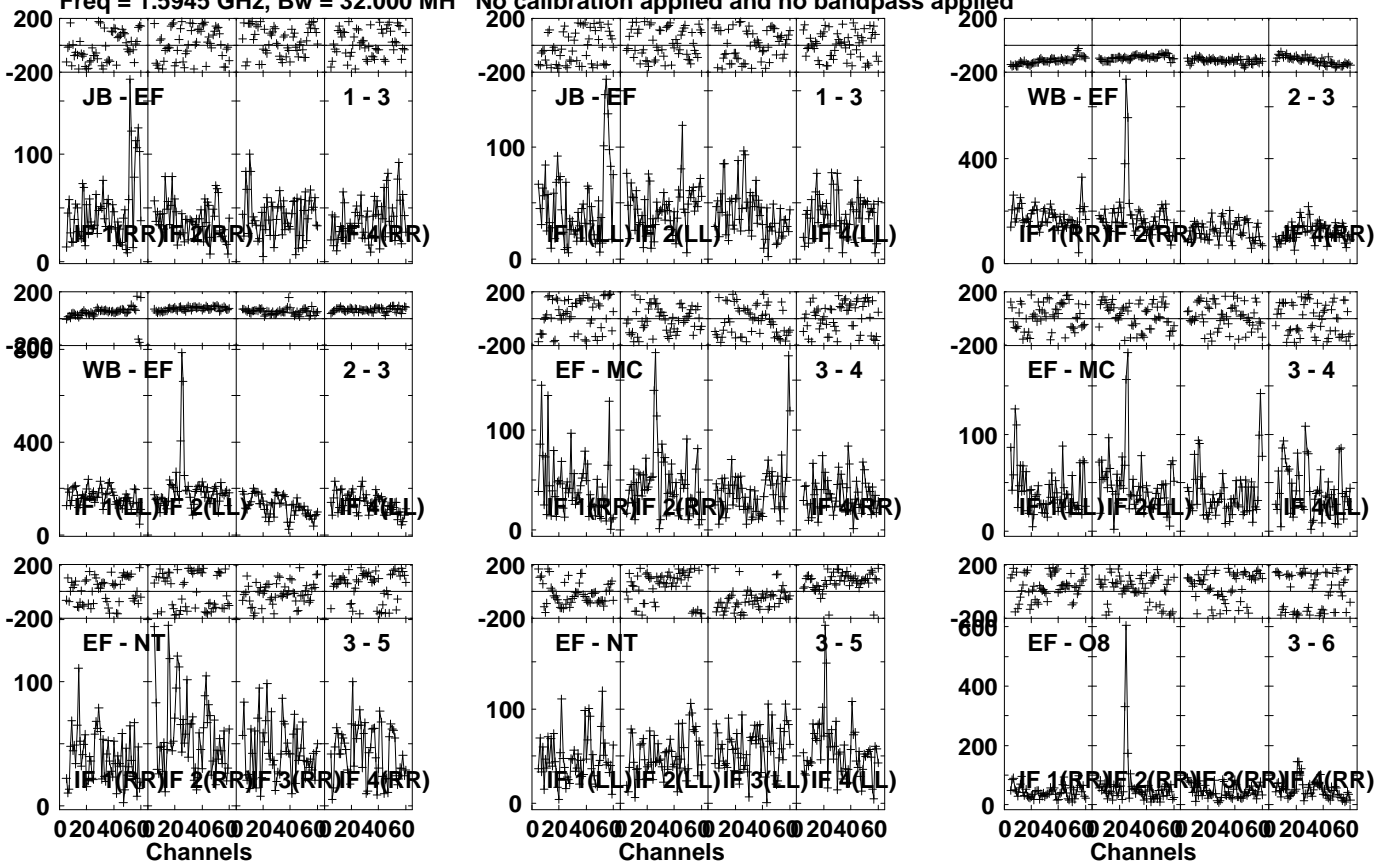 Freq = 1.5945 GHz, Bw = 32.000 MH No calibration applied and no bandpass applied
200
-200
JB - EF 1 - 3
100
0
IF 1(RR) IF 2(RR) IF 4(RR)
200
-200
JB - EF 1 - 3
100
0
IF 1(LL) IF 2(LL) IF 4(LL)
200
-200
WB - EF 2 - 3
400
0
IF 1(RR) IF 2(RR) IF 4(RR)
200
-200
800
WB - EF 2 - 3
400
0
IF 1(LL) IF 2(LL) IF 4(LL)
200
-200
EF - MC 3 - 4
100
0
IF 1(RR) IF 2(RR) IF 4(RR)
200
-200
EF - MC 3 - 4
100
0
IF 1(LL) IF 2(LL) IF 4(LL)
200
-200
EF - NT 3 - 5
100
0
IF 1(RR) IF 2(RR) IF 3(RR) IF 4(RR)
0 20 40 60 0 20 40 60 0 20 40 60 0 20 40 60
Channels
200
-200
EF - NT 3 - 5
100
0
IF 1(LL) IF 2(LL) IF 3(LL) IF 4(LL)
0 20 40 60 0 20 40 60 0 20 40 60 0 20 40 60
Channels
200
-200
600
EF - O8 3 - 6
400
200
0
IF 1(RR) IF 2(RR) IF 3(RR) IF 4(RR)
0 20 40 60 0 20 40 60 0 20 40 60 0 20 40 60
Channels